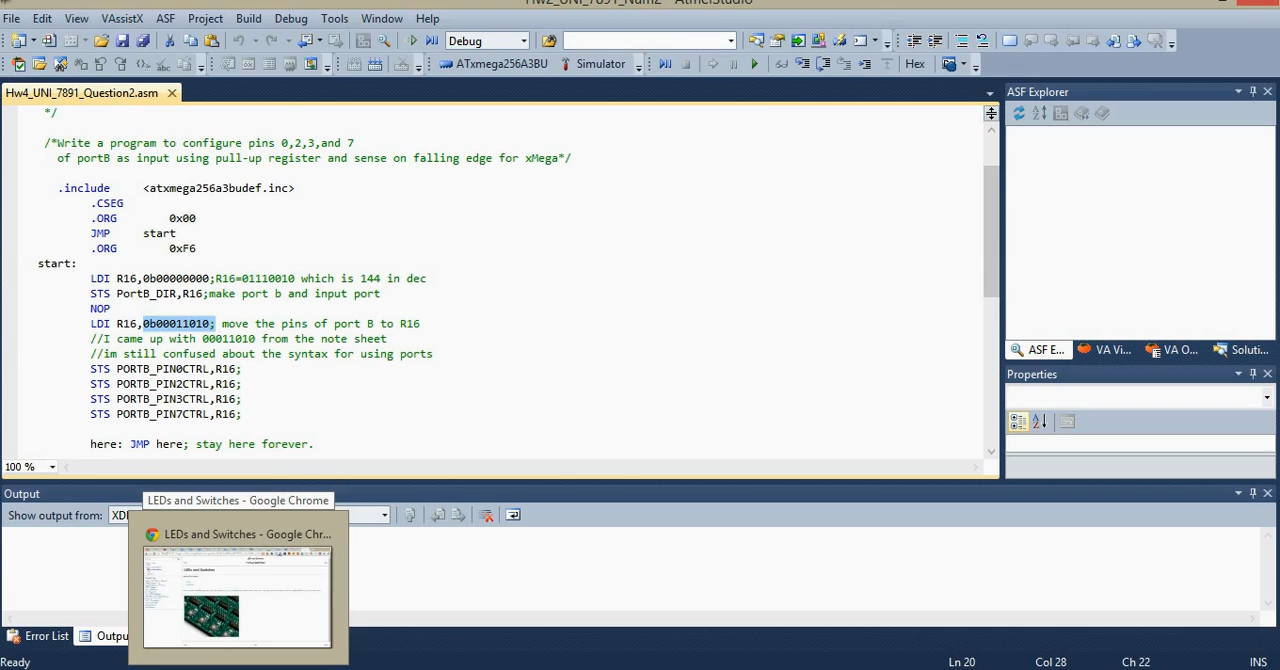 Hw2_UNI_7891_Num2 - AtmelStudio
File Edit View VAssistX ASF Project Build Debug Tools Window Help
Debug
ATxmega256A3BU Simulator Hex
Hw4_UNI_7891_Question2.asm
*/
/*Write a program to configure pins 0,2,3,and 7
of portB as input using pull-up register and sense on falling edge for xMega*/
.include <atxmega256a3budef.inc>
.CSEG
.ORG 0x00
JMP start
.ORG 0xF6
start:
LDI R16,0b00000000;R16=01110010 which is 144 in dec
STS PortB_DIR,R16;make port b and input port
NOP
LDI R16,0b00011010; move the pins of port B to R16
//I came up with 00011010 from the note sheet
//im still confused about the syntax for using ports
STS PORTB_PIN0CTRL,R16;
STS PORTB_PIN2CTRL,R16;
STS PORTB_PIN3CTRL,R16;
STS PORTB_PIN7CTRL,R16;
here: JMP here; stay here forever.
100 %
ASF Explorer
ASF E... VA Vi... VA O... Soluti...
Properties
Output
Show output from: XD
LEDs and Switches - Google Chrome
LEDs and Switches - Google Chr...
LEDs and Switches
Error List Outpu
Ready Ln 20 Col 28 Ch 22 INS